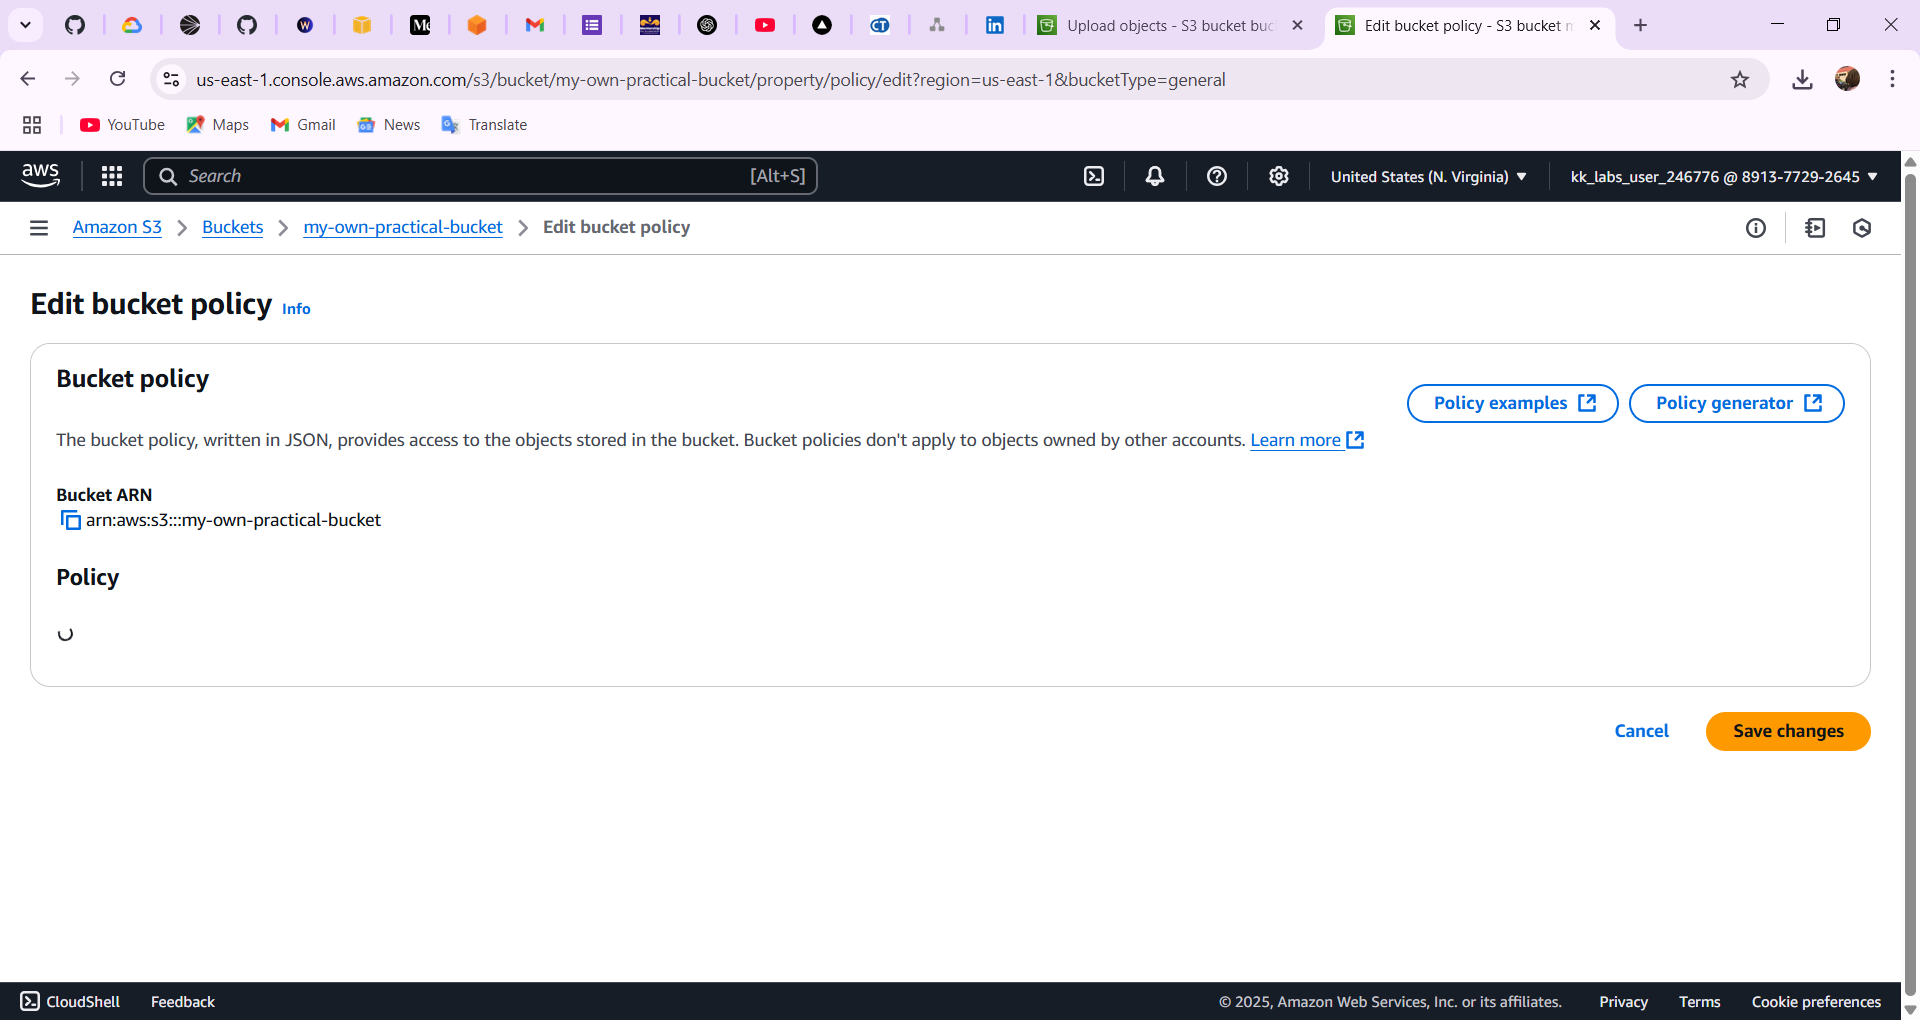 Upload objects - S3 bucket buc
Edit bucket policy - S3 bucket m
us-east-1.console.aws.amazon.com/s3/bucket/my-own-practical-bucket/property/policy/edit?region=us-east-1&bucketType=general
YouTube Maps Gmail News Translate
aws Search [Alt+S] United States (N. Virginia) kk_labs_user_246776 @ 8913-7729-2645
Amazon S3 Buckets my-own-practical-bucket Edit bucket policy
Edit bucket policy Info
Bucket policy
Policy examples Policy generator
The bucket policy, written in JSON, provides access to the objects stored in the bucket. Bucket policies don't apply to objects owned by other accounts. Learn more
Bucket ARN
arn:aws:s3:::my-own-practical-bucket
Policy
Cancel Save changes
CloudShell Feedback © 2025, Amazon Web Services, Inc. or its affiliates. Privacy Terms Cookie preferences